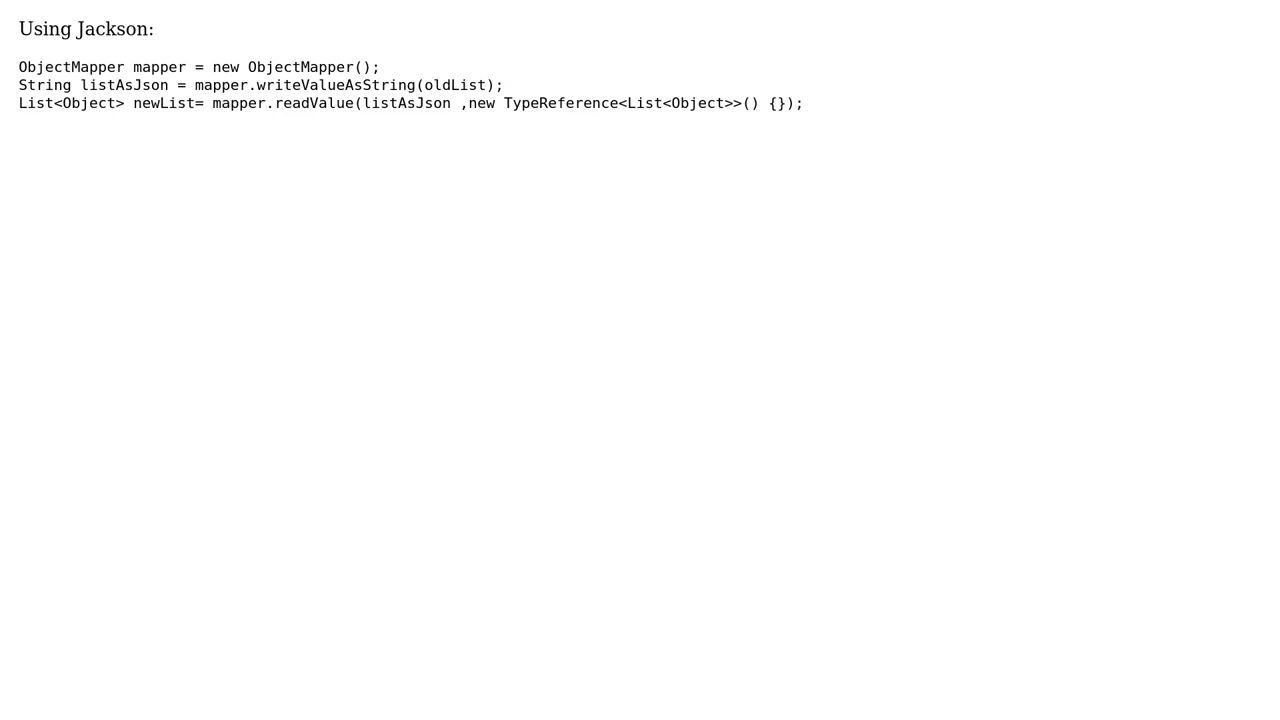 Using Jackson:
ObjectMapper mapper = new ObjectMapper();
String listAsJson = mapper.writeValueAsString(oldList);
List<Object> newList= mapper.readValue(listAsJson ,new TypeReference<List<Object>>() {});